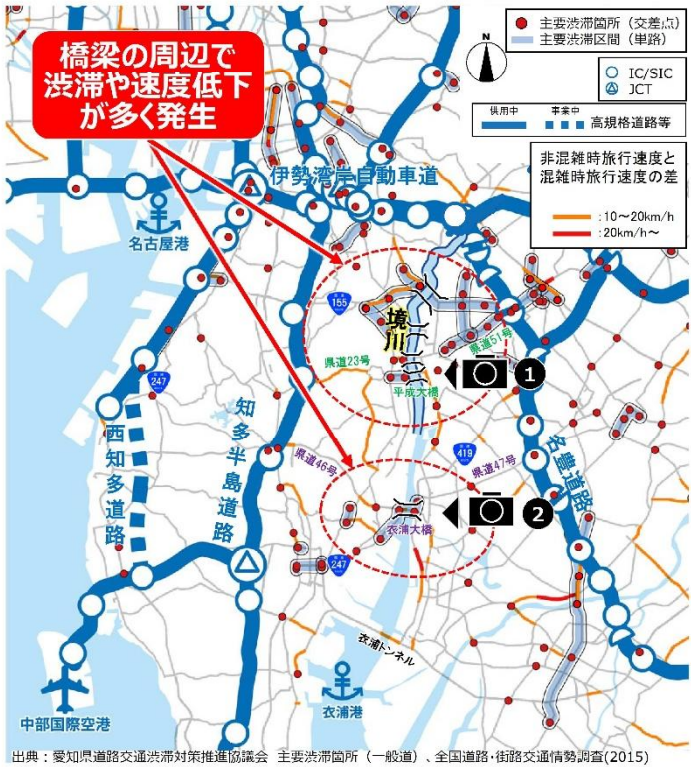 橋梁の周辺で
渋滞や速度低下
が多く発生
N
主要渋滞箇所（交差点）
主要渋滞区間（単路）
IC/SIC
JCT
供用中
事業中
高規格道路等
非混雑時旅行速度と
混雑時旅行速度の差
:10～20km/h
:20km/h～
伊勢湾岸自動車道
名古屋港
155
境川
県道51号
県道23号
平成大橋
1
247
西知多道路
知多半島道路
県道46号
419
県道47号
名豊道路
衣浦大橋
2
247
衣浦トンネル
中部国際空港
衣浦港
出典：愛知県道路交通渋滞対策推進協議会 主要渋滞箇所（一般道）、全国道路・街路交通情勢調査(2015)